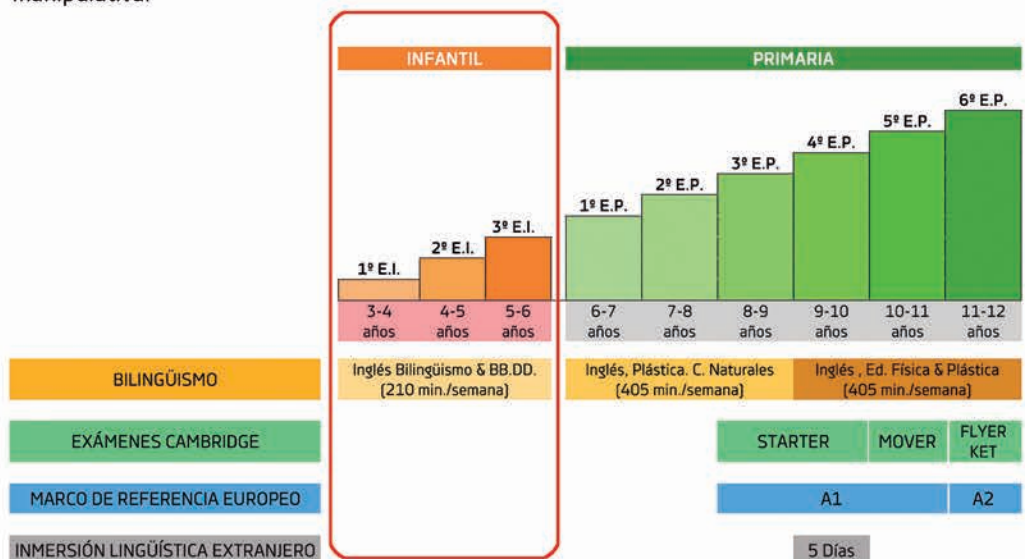 manipulativa.
INFANTIL
PRIMARIA
1º E.I.
2º E.I.
3º E.I.
1º E.P.
2º E.P.
3º E.P.
4º E.P.
5º E.P.
6º E.P.
3-4
años
4-5
años
5-6
años
6-7
años
7-8
años
8-9
años
9-10
años
10-11
años
11-12
años
BILINGÜISMO
Inglés Bilingüismo & BB.DD.
(210 min./semana)
Inglés, Plástica. C. Naturales
(405 min./semana)
Inglés , Ed. Física & Plástica
(405 min./semana)
EXÁMENES CAMBRIDGE
STARTER
MOVER
FLYER
KET
MARCO DE REFERENCIA EUROPEO
A1
A2
INMERSIÓN LINGÜÍSTICA EXTRANJERO
5 Días